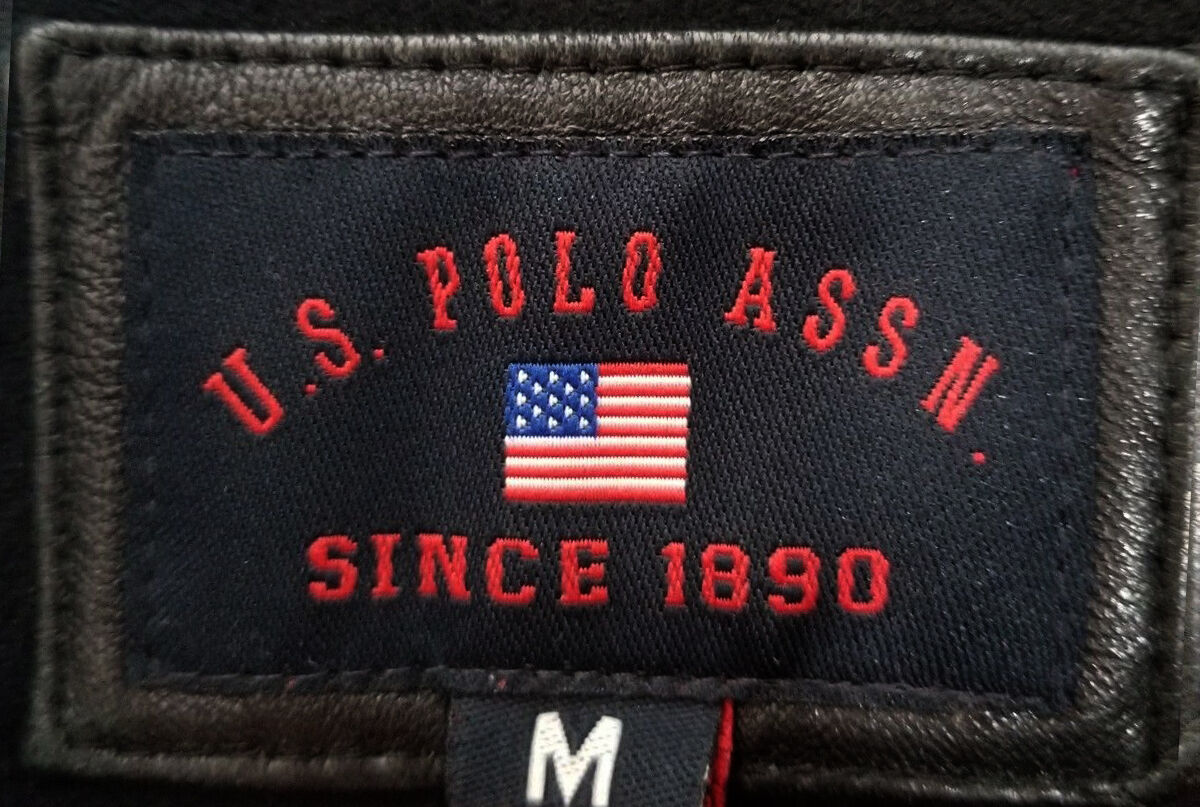 U.S. POLO ASSN.
SINCE 1890
M